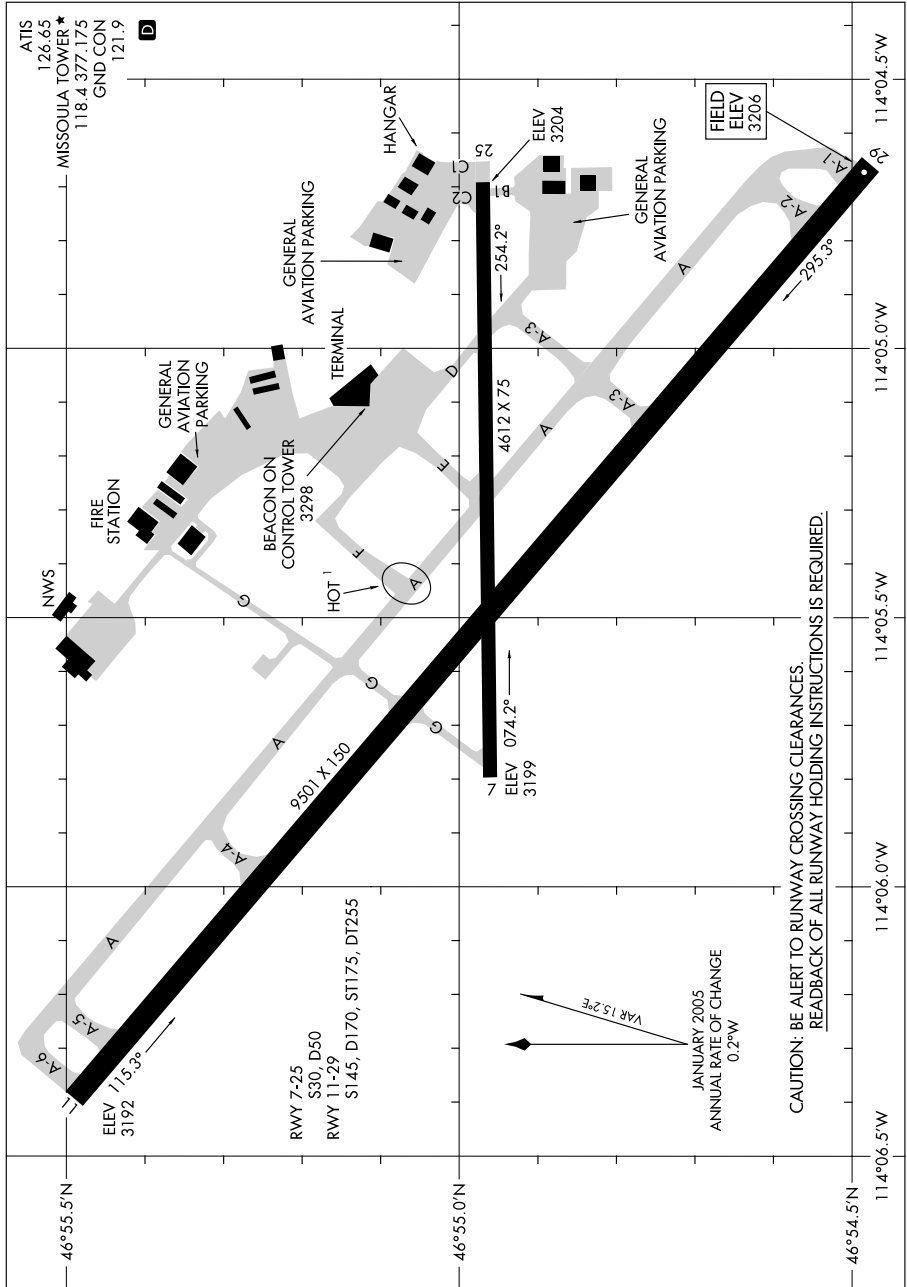 ATIS
126.65
MISSOULA TOWER★
118.4 377.175
GND CON
121.9
D
NWS
FIRE
STATION
GENERAL
AVIATION
PARKING
GENERAL
AVIATION PARKING
HANGAR
TERMINAL
BEACON ON
CONTROL TOWER
3298
HOT 1
C1
C2
25
B1
ELEV
3204
GENERAL
AVIATION PARKING
FIELD
ELEV
3206
A-1
29
A-2
295.3°
254.2°
A
A-3
A-3
A
D
E
F
A
4612 X 75
G
G
G
7
ELEV
3199
074.2°
A
9501 X 150
A-4
A
A-5
A-6
11
ELEV
3192
115.3°
RWY 7-25
S30, D50
RWY 11-29
S145, D170, ST175, DT255
VAR 15.2°E
JANUARY 2005
ANNUAL RATE OF CHANGE
0.2°W
CAUTION: BE ALERT TO RUNWAY CROSSING CLEARANCES.
READBACK OF ALL RUNWAY HOLDING INSTRUCTIONS IS REQUIRED.
46°55.5'N
46°55.0'N
46°54.5'N
114°06.5'W
114°06.0'W
114°05.5'W
114°05.0'W
114°04.5'W